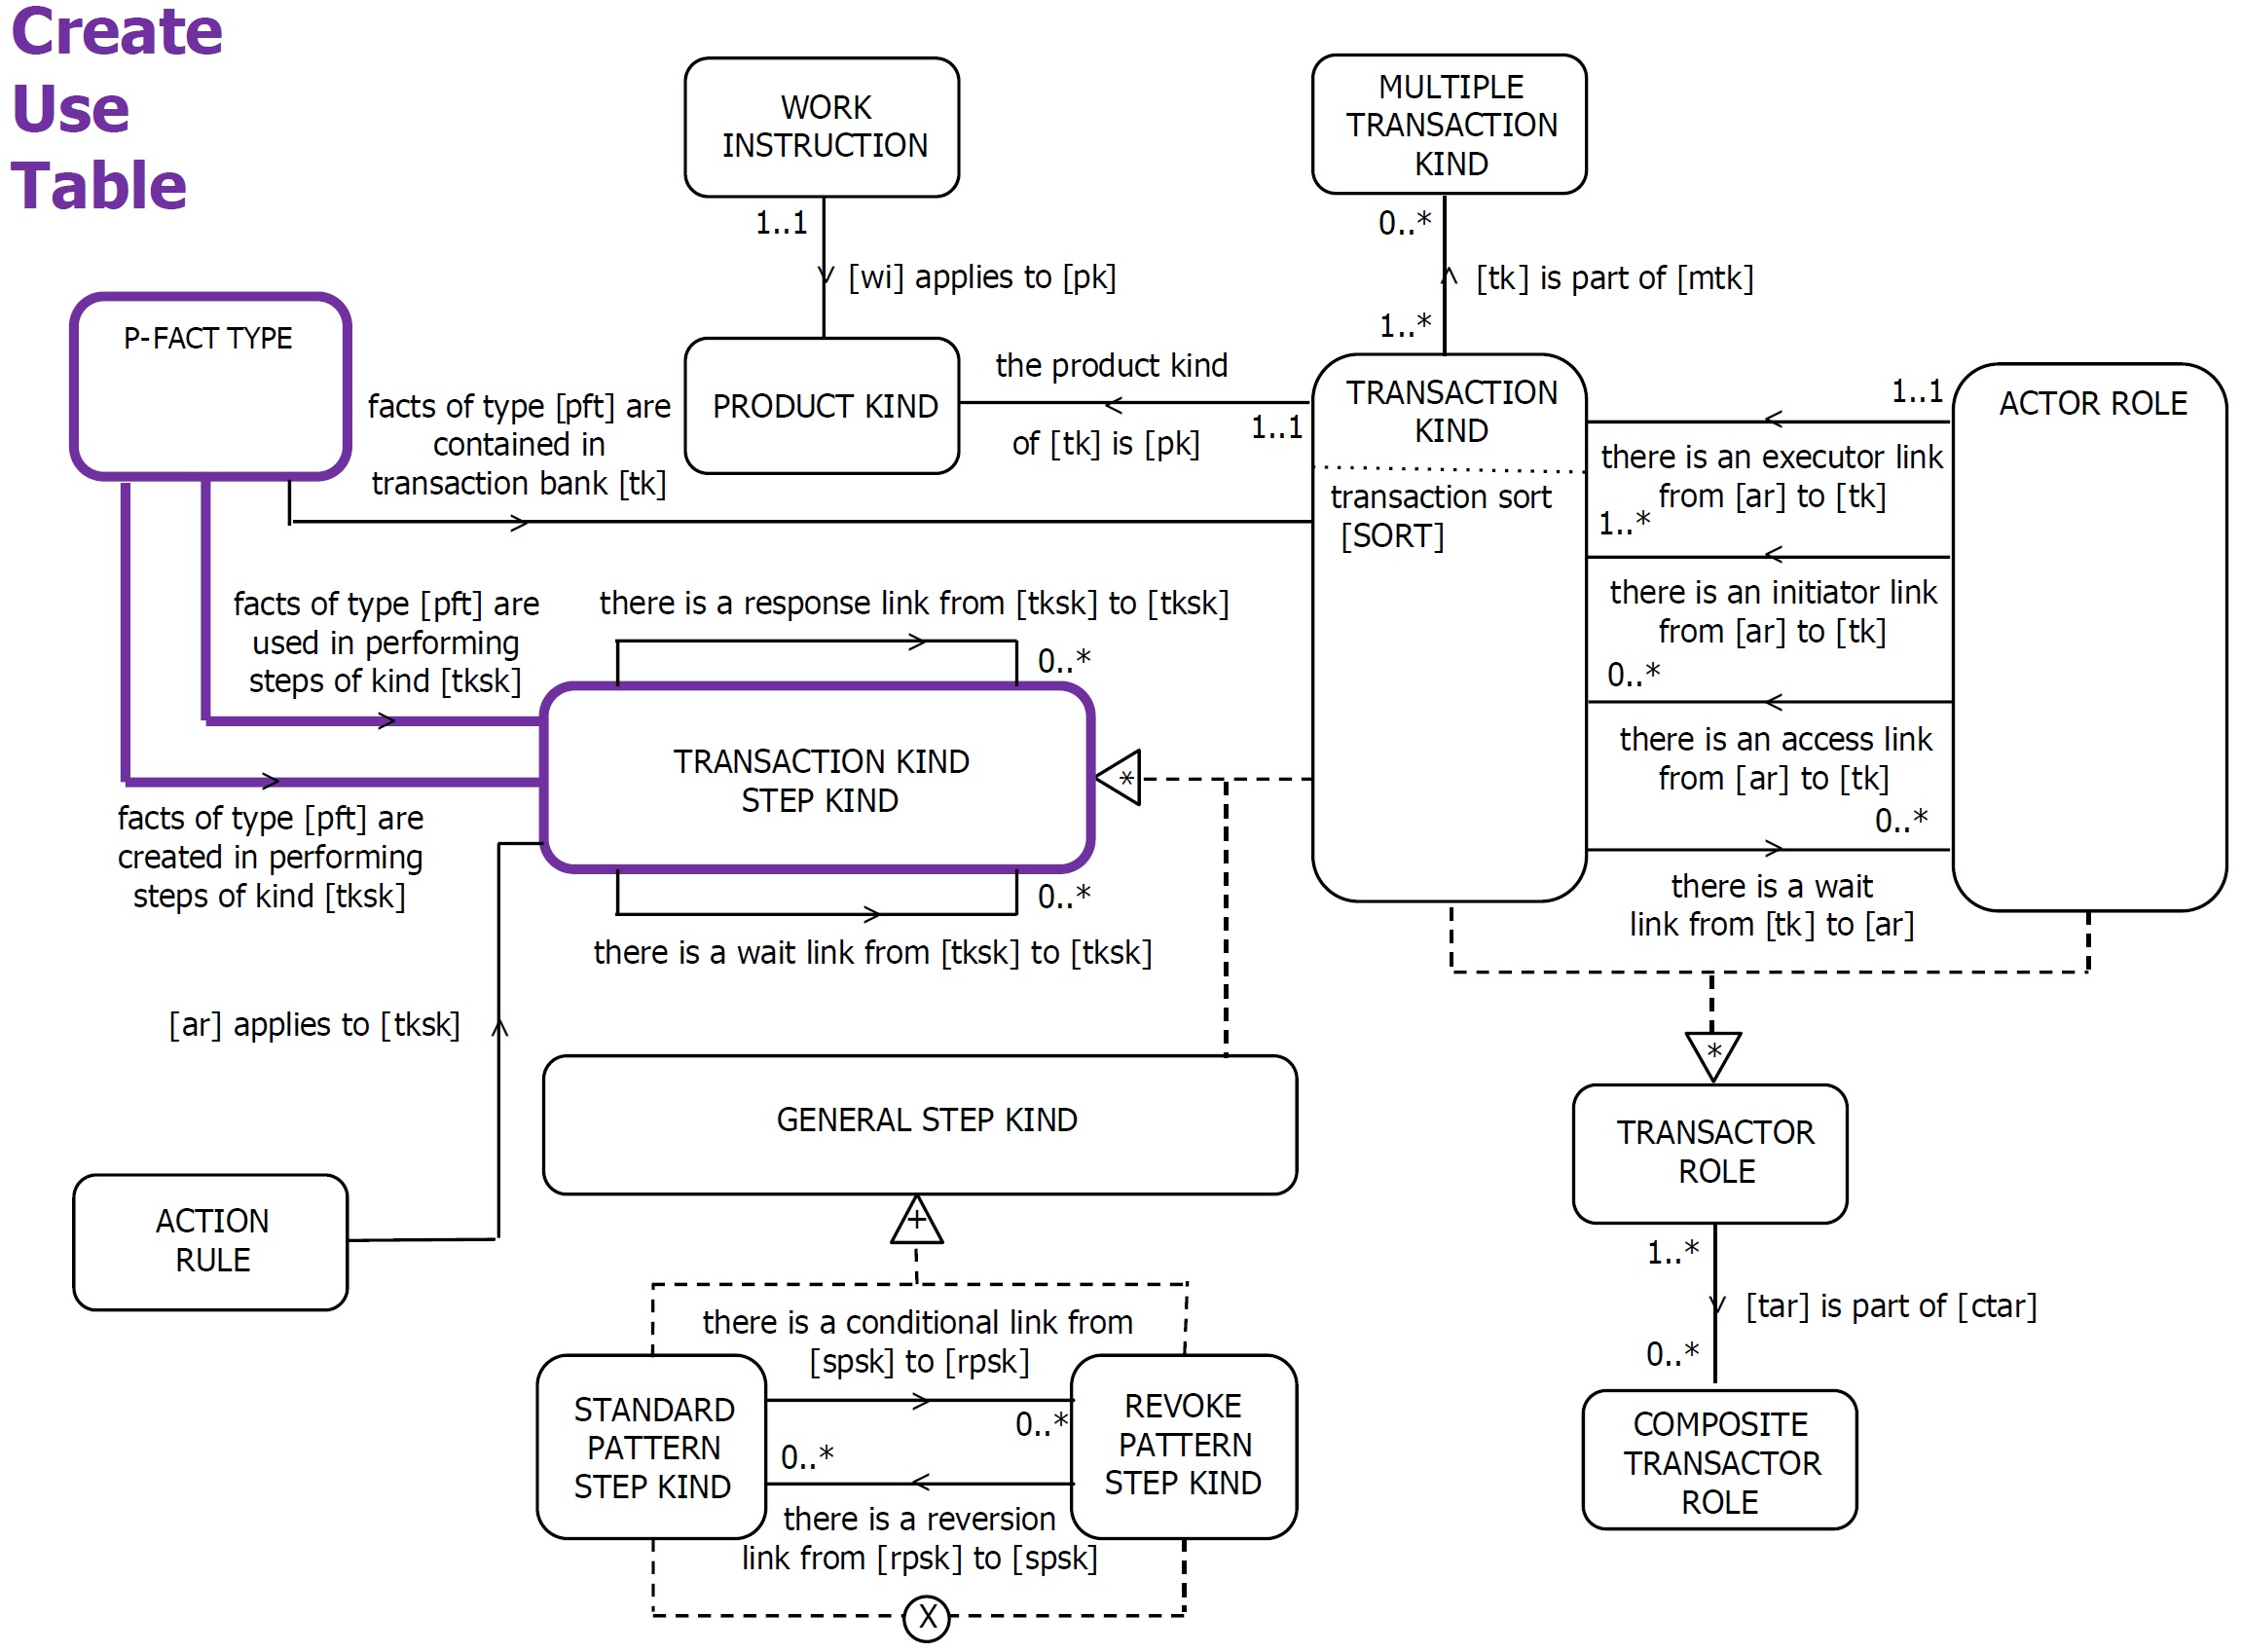 Create
Use
Table
WORK
INSTRUCTION
MULTIPLE
TRANSACTION
KIND
1..1
[wi] applies to [pk]
0..*
[tk] is part of [mtk]
1..*
P-FACT TYPE
PRODUCT KIND
the product kind
of [tk] is [pk]
1..1
TRANSACTION
KIND
transaction sort
[SORT]
ACTOR ROLE
1..1
there is an executor link
from [ar] to [tk]
1..*
there is an initiator link
from [ar] to [tk]
0..*
there is an access link
from [ar] to [tk]
0..*
there is a wait
link from [tk] to [ar]
facts of type [pft] are
contained in
transaction bank [tk]
facts of type [pft] are
used in performing
steps of kind [tksk]
there is a response link from [tksk] to [tksk]
0..*
TRANSACTION KIND
STEP KIND
*
facts of type [pft] are
created in performing
steps of kind [tksk]
0..*
there is a wait link from [tksk] to [tksk]
[ar] applies to [tksk]
GENERAL STEP KIND
*
TRANSACTOR
ROLE
ACTION
RULE
+
1..*
[tar] is part of [ctar]
0..*
there is a conditional link from
[spsk] to [rpsk]
STANDARD
PATTERN
STEP KIND
0..*
0..*
REVOKE
PATTERN
STEP KIND
there is a reversion
link from [rpsk] to [spsk]
X
COMPOSITE
TRANSACTOR
ROLE